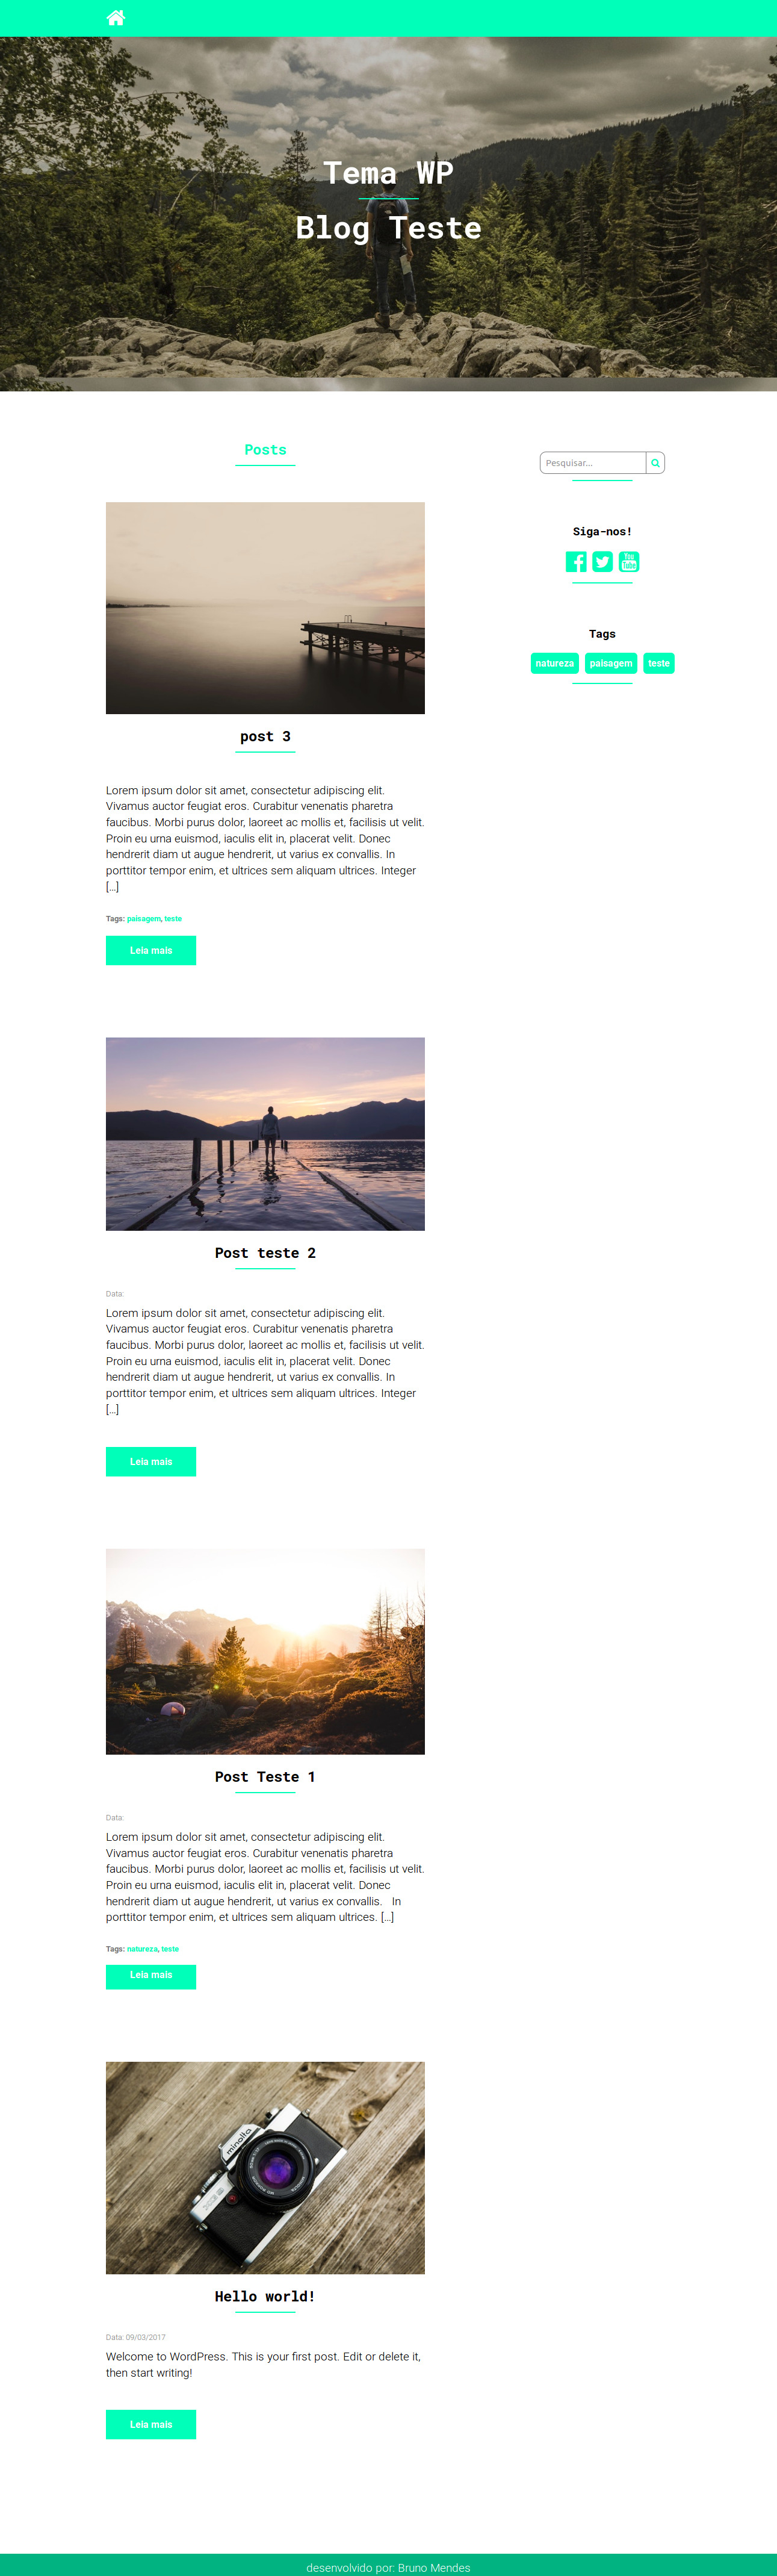 Tema WP
Blog Teste
Posts
Pesquisar...
Siga-nos!
You
Tube
Tags
natureza paisagem teste
post 3
Lorem ipsum dolor sit amet, consectetur adipiscing elit.
Vivamus auctor feugiat eros. Curabitur venenatis pharetra
faucibus. Morbi purus dolor, laoreet ac mollis et, facilisis ut velit.
Proin eu urna euismod, iaculis elit in, placerat velit. Donec
hendrerit diam ut augue hendrerit, ut varius ex convallis. In
porttitor tempor enim, et ultrices sem aliquam ultrices. Integer
[…]
Tags: paisagem, teste
Leia mais
Post teste 2
Data:
Lorem ipsum dolor sit amet, consectetur adipiscing elit.
Vivamus auctor feugiat eros. Curabitur venenatis pharetra
faucibus. Morbi purus dolor, laoreet ac mollis et, facilisis ut velit.
Proin eu urna euismod, iaculis elit in, placerat velit. Donec
hendrerit diam ut augue hendrerit, ut varius ex convallis. In
porttitor tempor enim, et ultrices sem aliquam ultrices. Integer
[…]
Leia mais
Post Teste 1
Data:
Lorem ipsum dolor sit amet, consectetur adipiscing elit.
Vivamus auctor feugiat eros. Curabitur venenatis pharetra
faucibus. Morbi purus dolor, laoreet ac mollis et, facilisis ut velit.
Proin eu urna euismod, iaculis elit in, placerat velit. Donec
hendrerit diam ut augue hendrerit, ut varius ex convallis.   In
porttitor tempor enim, et ultrices sem aliquam ultrices. […]
Tags: natureza, teste
Leia mais
minolta
Hello world!
Data: 09/03/2017
Welcome to WordPress. This is your first post. Edit or delete it,
then start writing!
Leia mais
desenvolvido por: Bruno Mendes